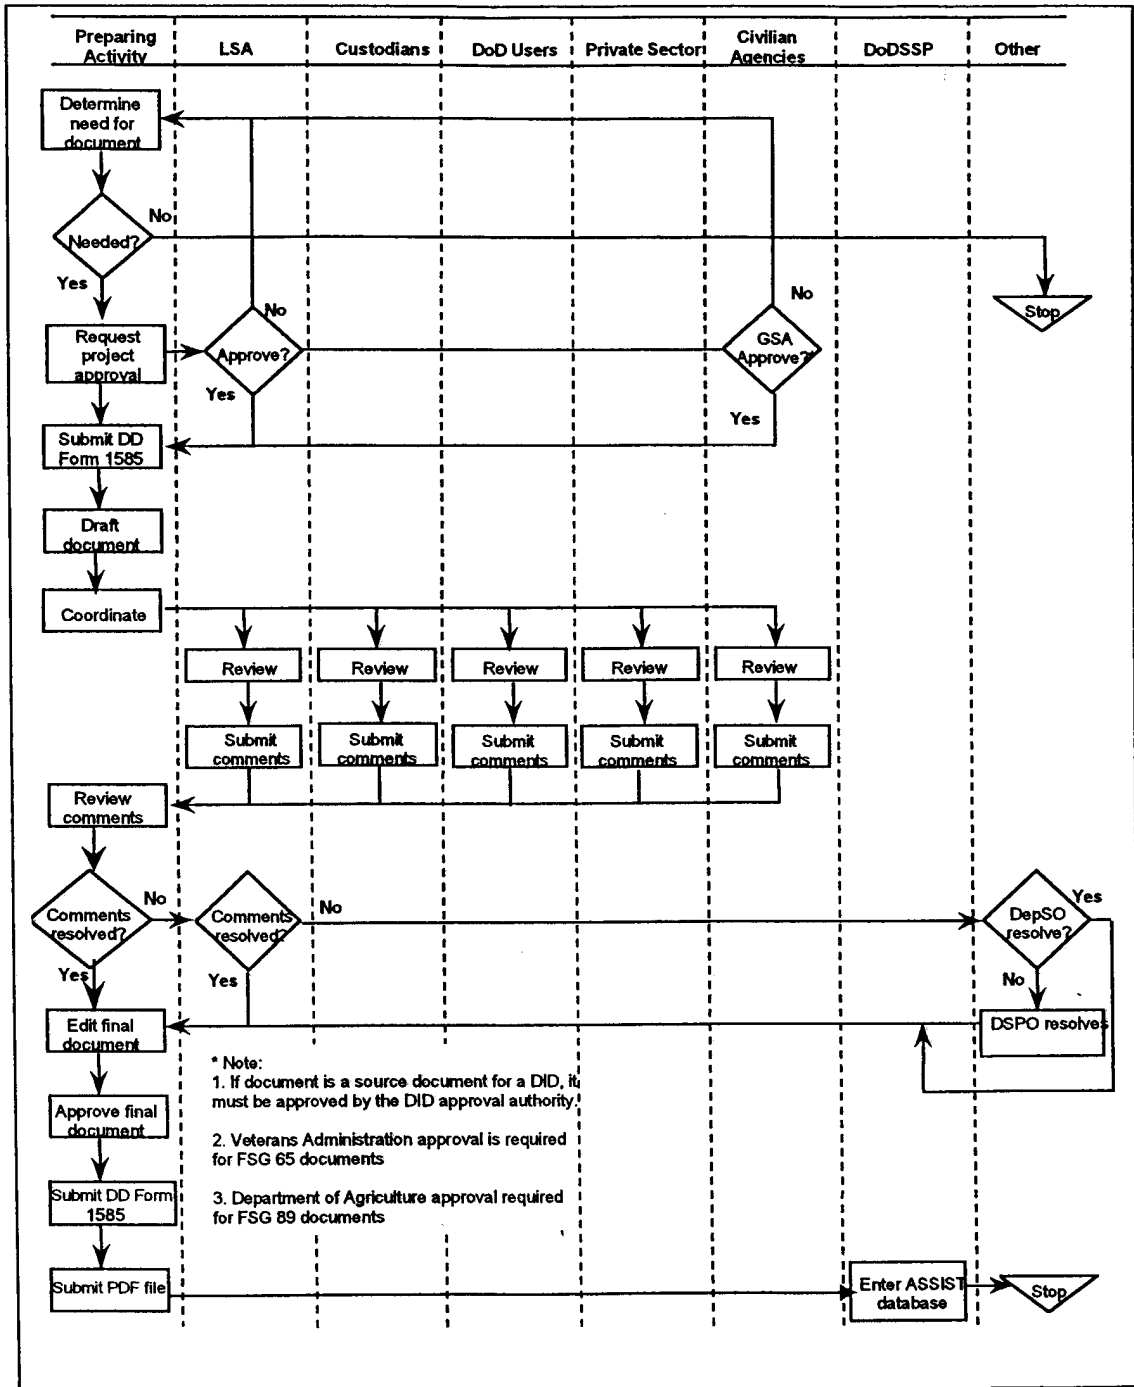 Preparing
Activity
LSA
Custodians
DoD Users
Private Sector
Civilian
Agencies
DoDSSP
Other
Determine
need for
document
No
Needed?
Yes
No
No
Stop
Request
project
approval
Approve?
GSA
Approve?*
Yes
Yes
Submit DD
Form 1585
Draft
document
Coordinate
Review
Review
Review
Review
Review
Submit
comments
Submit
comments
Submit
comments
Submit
comments
Submit
comments
Review
comments
No
No
Yes
Comments
resolved?
Comments
resolved?
DepSO
resolve?
Yes
Yes
No
Edit final
document
DSPO resolves
* Note:
1. If document is a source document for a DID, it
must be approved by the DID approval authority.
2. Veterans Administration approval is required
for FSG 65 documents
3. Department of Agriculture approval required
for FSG 89 documents
Approve final
document
Submit DD Form
1585
Submit PDF file
Enter ASSIST
database
Stop